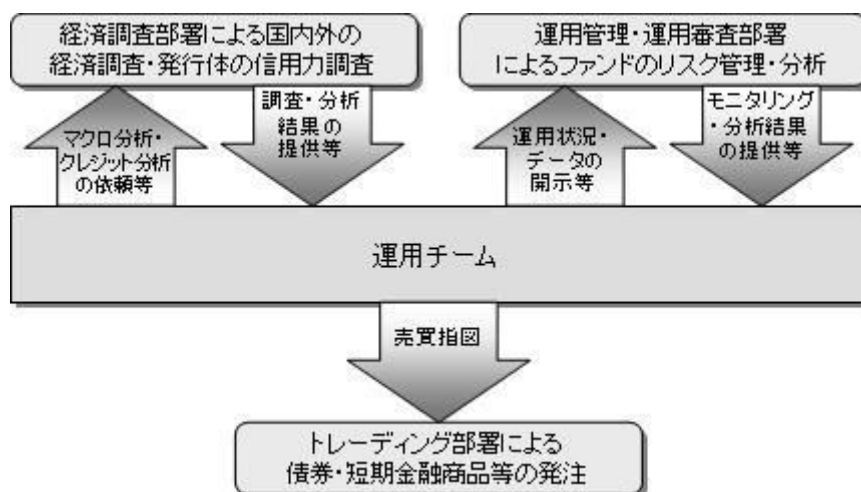 経済調査部署による国内外の
経済調査・発行体の信用力調査
運用管理・運用審査部署
によるファンドのリスク管理・分析
マクロ分析・
クレジット分析
の依頼等
調査・分析
結果の
提供等
運用状況・
データの
開示等
モニタリング
・分析結果
の提供等
運用チーム
売買指図
トレーディング部署による
債券・短期金融商品等の発注